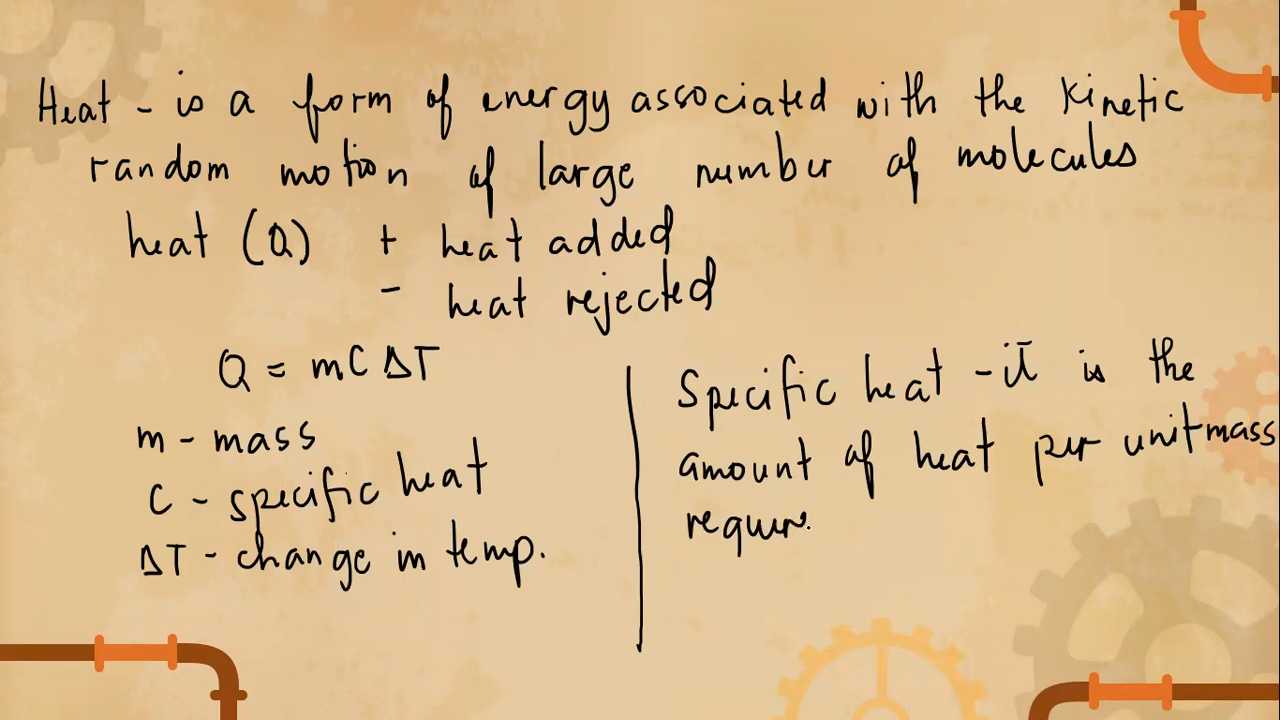 Heat - is a form of energy associated with the kinetic
random motion of large number of molecules
heat (Q) + heat added
- heat rejected
Q = mC ΔT
m - mass
C - specific heat
ΔT - change in temp.
Specific heat - it is the
amount of heat per unit mass
requir